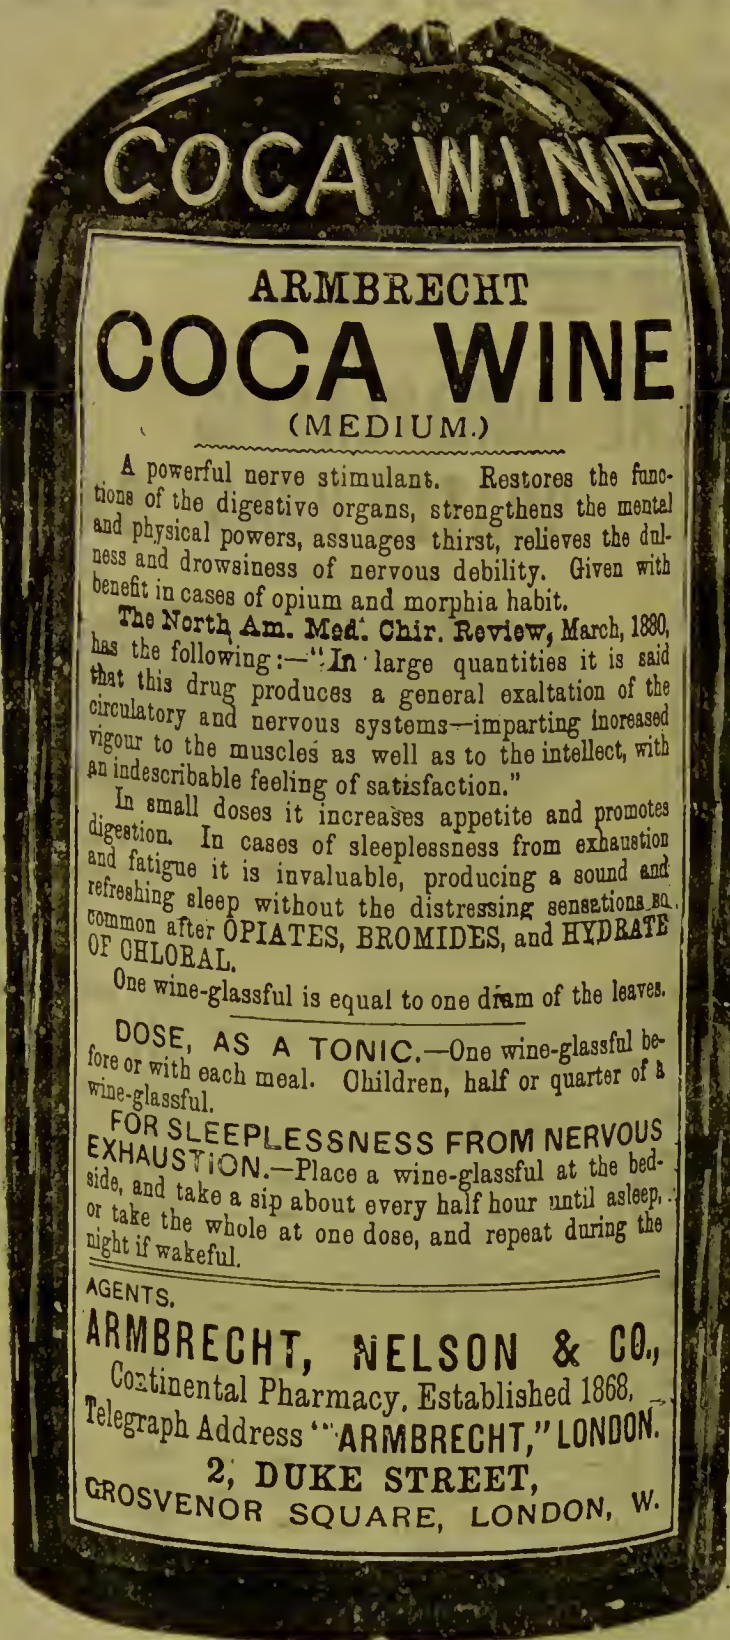 COCA WINE
ARMBRECHT
COCA WINE
(MEDIUM.)
A powerful nerve stimulant. Restores the func-
tions of the digestive organs, strengthens the mental
and physical powers, assuages thirst, relieves the dul-
ness and drowsiness of nervous debility. Given with
benefit in cases of opium and morphia habit.
The North Am. Med. Chir. Review, March, 1880,
has the following:—"In large quantities it is said
that this drug produces a general exaltation of the
circulatory and nervous systems—imparting increased
vigour to the muscles as well as to the intellect, with
an indescribable feeling of satisfaction."
In small doses it increases appetite and promotes
digestion. In cases of sleeplessness from exhaustion
and fatigue it is invaluable, producing a sound and
refreshing sleep without the distressing sensations so
common after OPIATES, BROMIDES, and HYDRATE
OF CHLORAL.
One wine-glassful is equal to one dram of the leaves.
DOSE, AS A TONIC.—One wine-glassful be-
fore or with each meal. Children, half or quarter of a
wine-glassful.
FOR SLEEPLESSNESS FROM NERVOUS
EXHAUSTION.—Place a wine-glassful at the bed-
side, and take a sip about every half hour until asleep,
or take the whole at one dose, and repeat during the
night if wakeful.
AGENTS.
ARMBRECHT, NELSON & CO.,
Continental Pharmacy. Established 1868.
Telegraph Address "ARMBRECHT," LONDON.
2, DUKE STREET,
GROSVENOR SQUARE, LONDON, W.